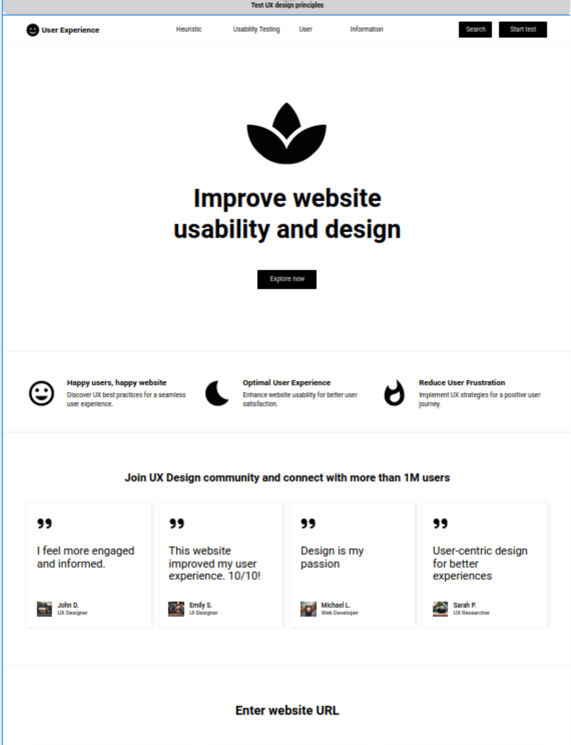 Test UX design principles
User Experience
Heuristic
Usability Testing
User
Information
Search
Start test
Improve website
usability and design
Explore now
Happy users, happy website
Discover UX best practices for a seamless
user experience.
Optimal User Experience
Enhance website usability for better user
satisfaction.
Reduce User Frustration
Implement UX strategies for a positive user
journey.
Join UX Design community and connect with more than 1M users
I feel more engaged
and informed.
John D.
UX Designer
This website
improved my user
experience. 10/10!
Emily S.
UI Designer
Design is my
passion
Michael L.
Web Developer
User-centric design
for better
experiences
Sarah P.
UX Researcher
Enter website URL